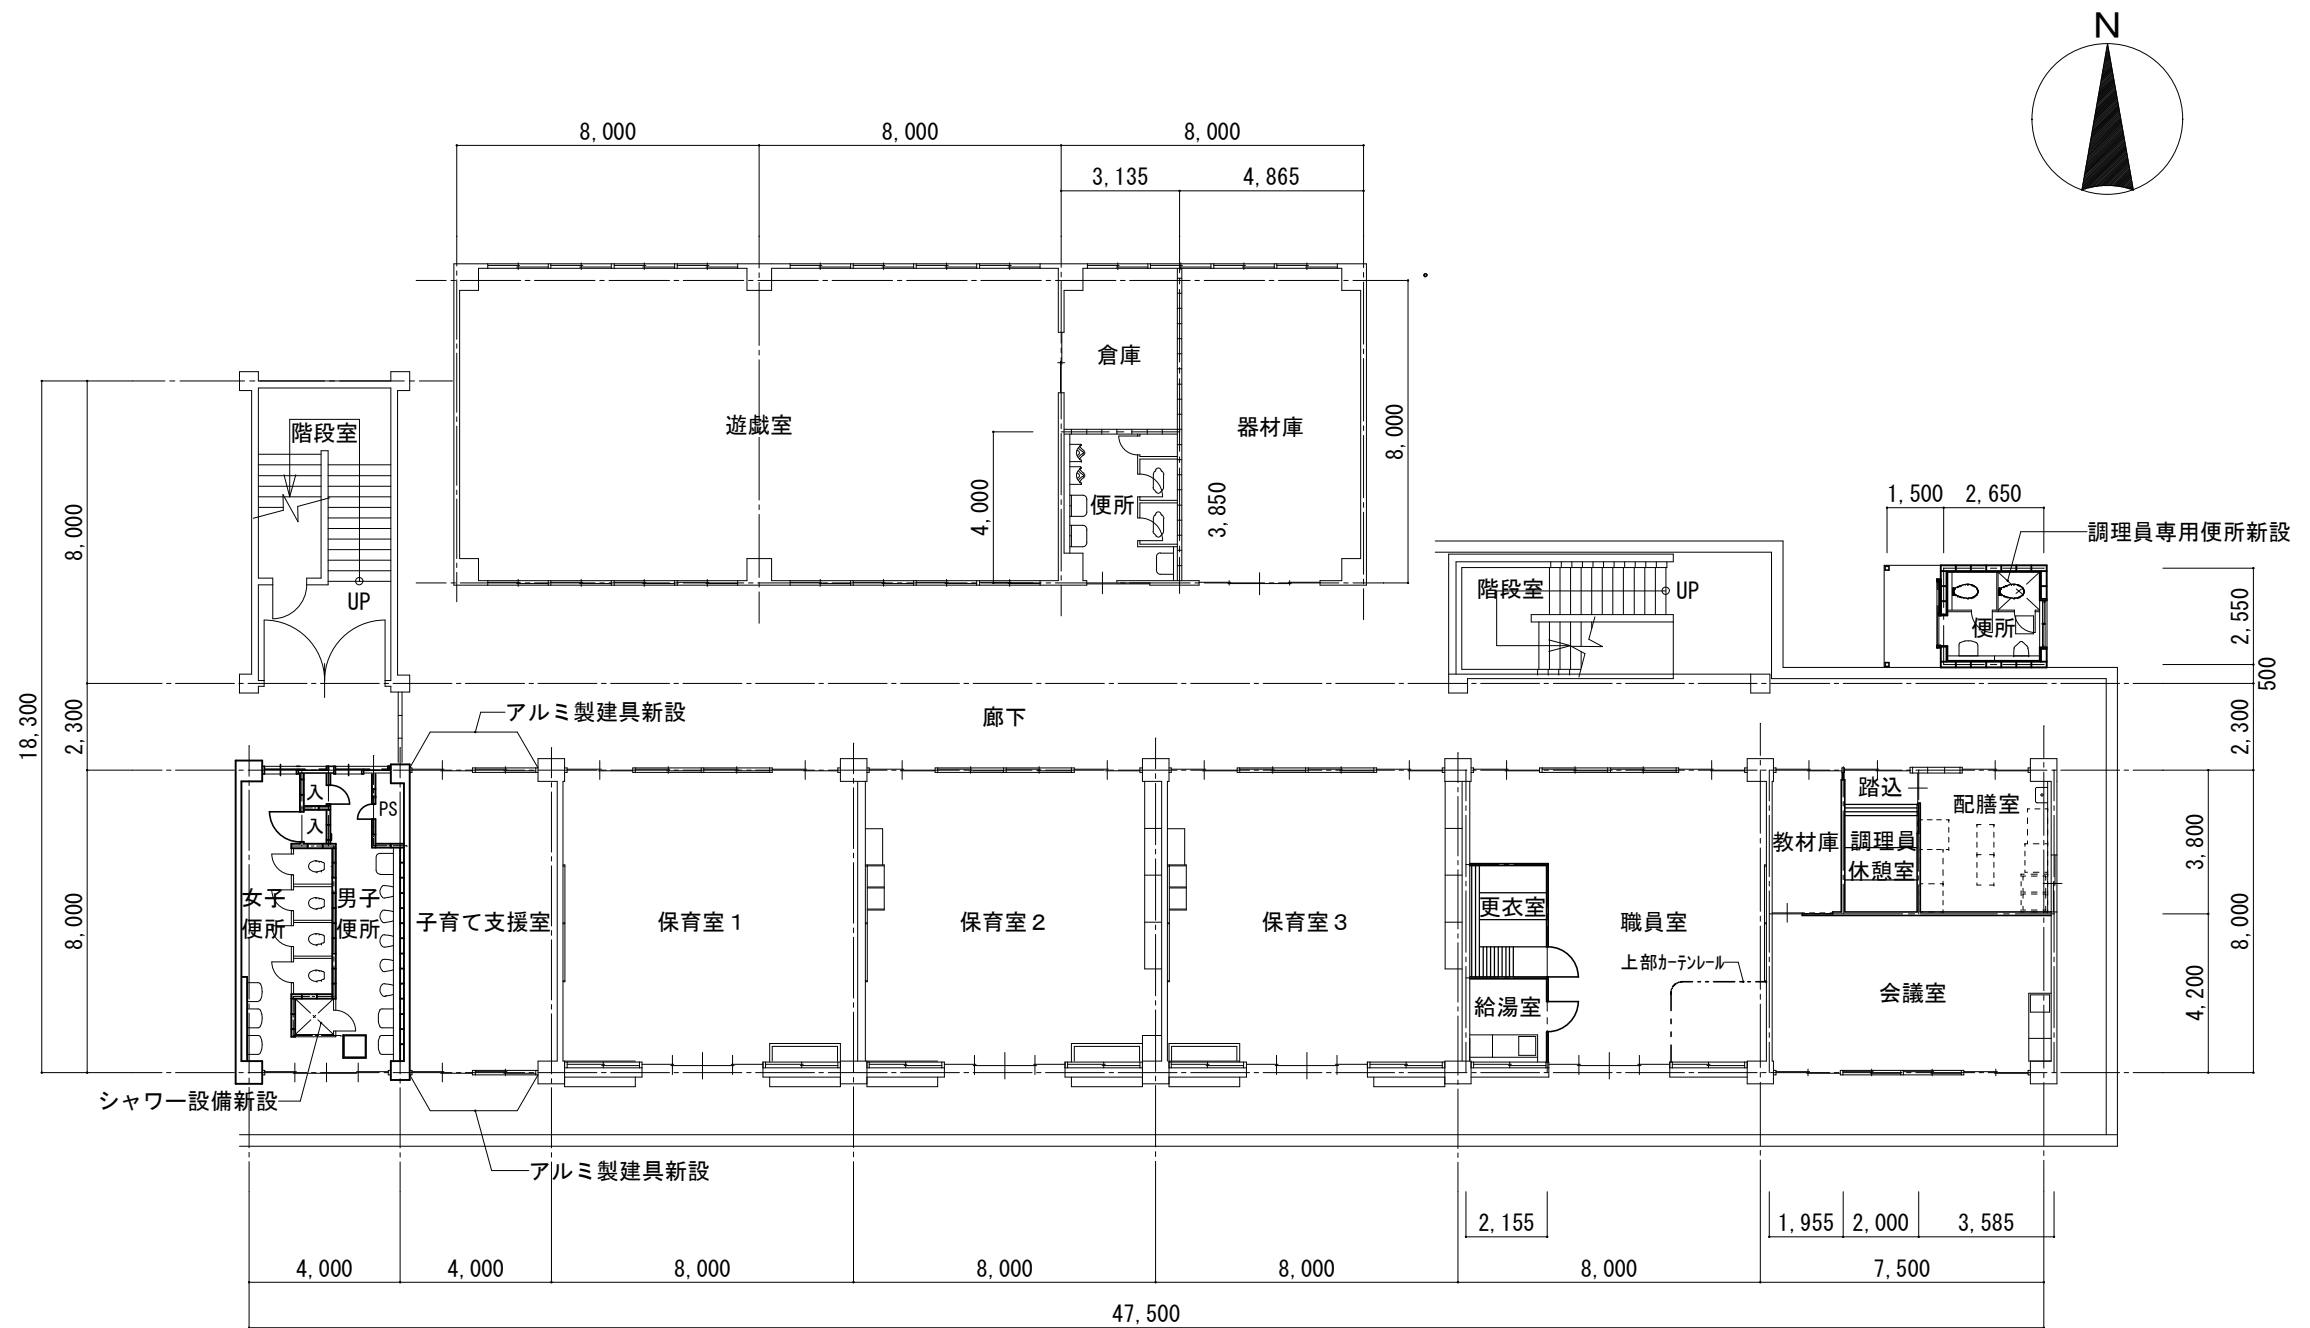 N
8,000
8,000
8,000
3,135
4,865
倉庫
遊戯室
器材庫
便所
4,000
3,850
8,000
階段室
UP
階段室
UP
1,500
2,650
調理員専用便所新設
便所
2,550
500
2,300
18,300
8,000
2,300
8,000
アルミ製建具新設
廊下
入
入
PS
女子
便所
男子
便所
子育て支援室
保育室1
保育室2
保育室3
更衣室
給湯室
職員室
上部カーテンレール
教材庫
踏込
調理員
休憩室
配膳室
会議室
3,800
4,200
8,000
シャワー設備新設
アルミ製建具新設
2,155
1,955
2,000
3,585
4,000
4,000
8,000
8,000
8,000
8,000
7,500
47,500